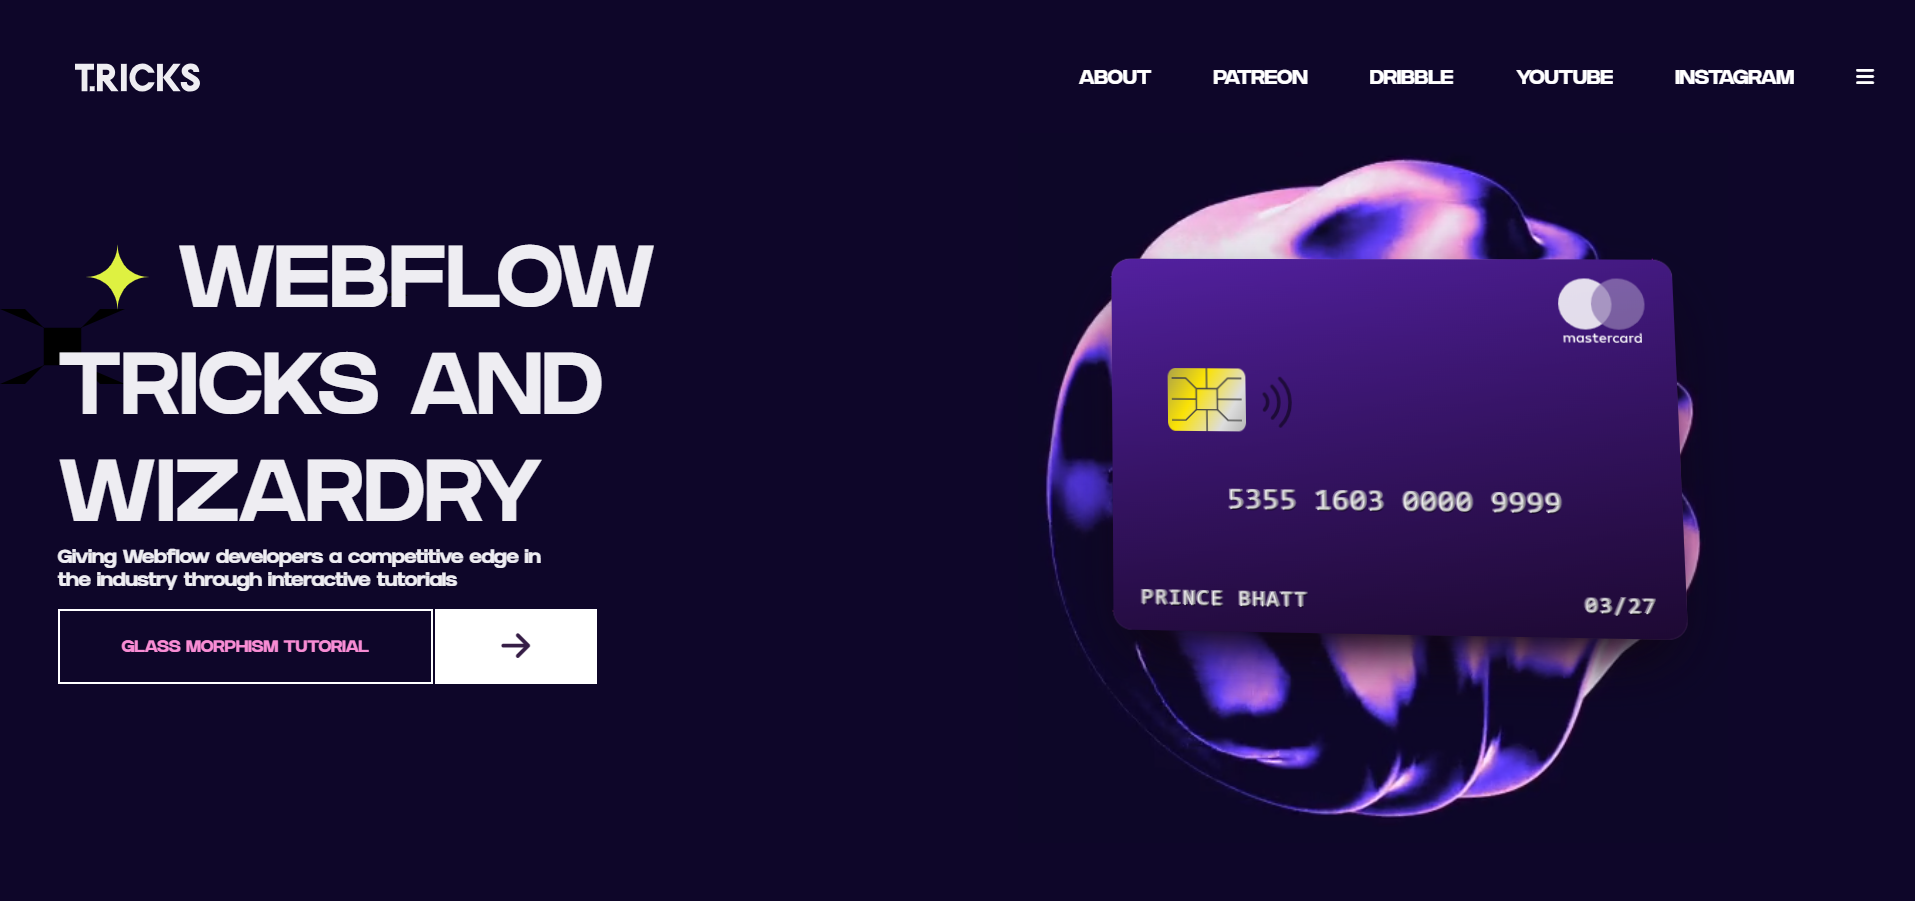 T.RICKS
ABOUT PATREON DRIBBLE YOUTUBE INSTAGRAM
WEBFLOW
TRICKS AND
WIZARDRY
Giving Webflow developers a competitive edge in
the industry through interactive tutorials
GLASS MORPHISM TUTORIAL
mastercard
5355 1603 0000 9999
PRINCE BHATT 03/27